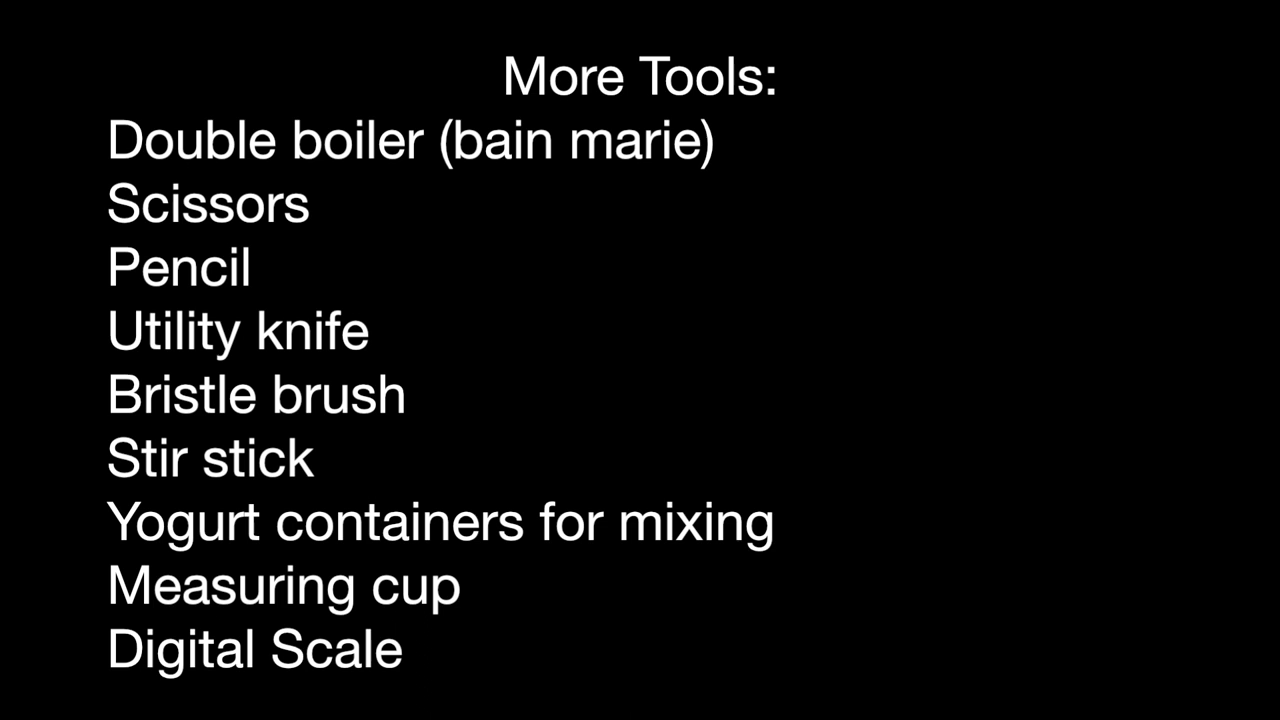 More Tools:
Double boiler (bain marie)
Scissors
Pencil
Utility knife
Bristle brush
Stir stick
Yogurt containers for mixing
Measuring cup
Digital Scale